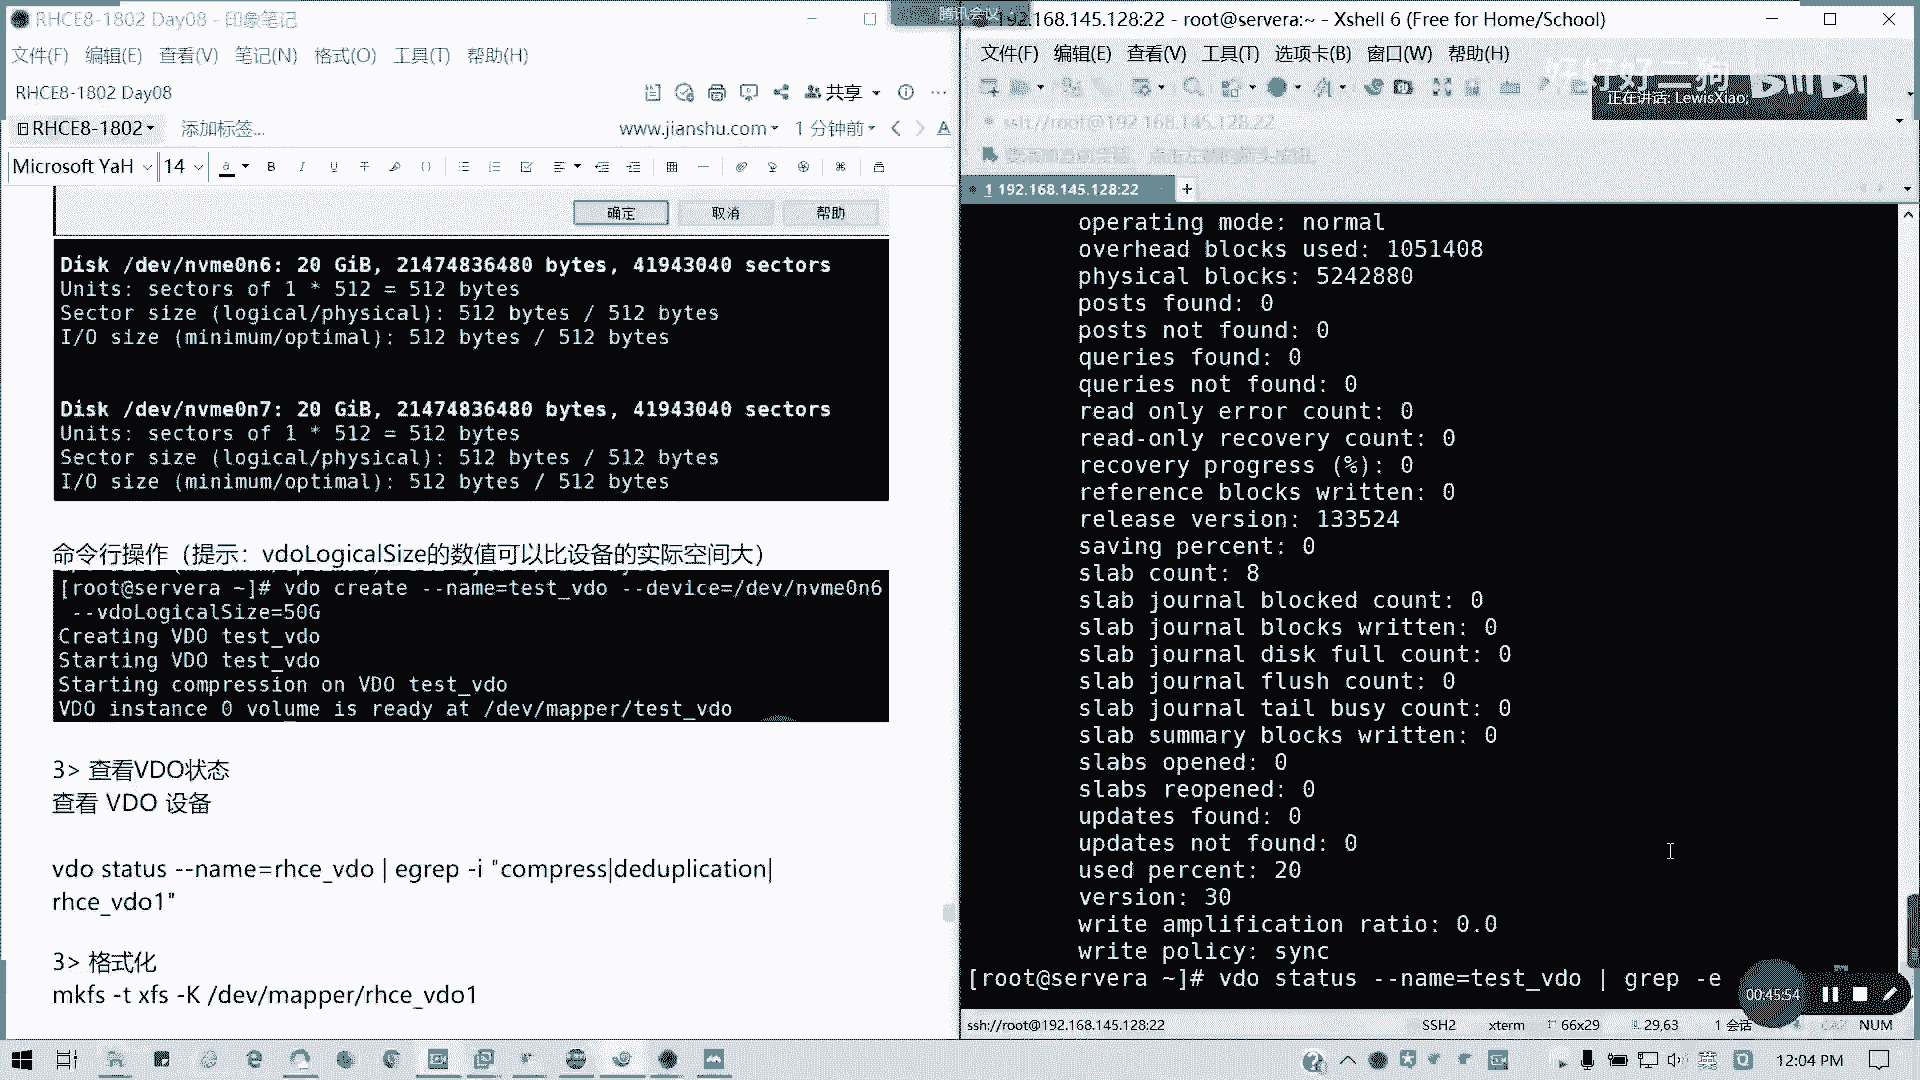 RHCE8-1802 Day08 - 印象笔记
文件(F) 编辑(E) 查看(V) 笔记(N) 格式(O) 工具(T) 帮助(H)
RHCE8-1802 Day08
共享
RHCE8-1802 添加标签...
www.jianshu.com 1 分钟前
Microsoft YaH 14
确定 取消 帮助
Disk /dev/nvme0n6: 20 GiB, 21474836480 bytes, 41943040 sectors
Units: sectors of 1 * 512 = 512 bytes
Sector size (logical/physical): 512 bytes / 512 bytes
I/O size (minimum/optimal): 512 bytes / 512 bytes
Disk /dev/nvme0n7: 20 GiB, 21474836480 bytes, 41943040 sectors
Units: sectors of 1 * 512 = 512 bytes
Sector size (logical/physical): 512 bytes / 512 bytes
I/O size (minimum/optimal): 512 bytes / 512 bytes
命令行操作（提示：vdoLogicalSize的数值可以比设备的实际空间大）
[root@servera ~]# vdo create --name=test_vdo --device=/dev/nvme0n6
--vdoLogicalSize=50G
Creating VDO test_vdo
Starting VDO test_vdo
Starting compression on VDO test_vdo
VDO instance 0 volume is ready at /dev/mapper/test_vdo
3> 查看VDO状态
查看 VDO 设备
vdo status --name=rhce_vdo | egrep -i "compress|deduplication|
rhce_vdo1"
3> 格式化
mkfs -t xfs -K /dev/mapper/rhce_vdo1
腾讯会议
192.168.145.128:22 - root@servera:~ - Xshell 6 (Free for Home/School)
文件(F) 编辑(E) 查看(V) 工具(T) 选项卡(B) 窗口(W) 帮助(H)
好好好二狗
bilibili
正在讲话: LewisXiao;
ssh://root@192.168.145.128:22
1 192.168.145.128:22
operating mode: normal
overhead blocks used: 1051408
physical blocks: 5242880
posts found: 0
posts not found: 0
queries found: 0
queries not found: 0
read only error count: 0
read-only recovery count: 0
recovery progress (%): 0
reference blocks written: 0
release version: 133524
saving percent: 0
slab count: 8
slab journal blocked count: 0
slab journal blocks written: 0
slab journal disk full count: 0
slab journal flush count: 0
slab journal tail busy count: 0
slab summary blocks written: 0
slabs opened: 0
slabs reopened: 0
updates found: 0
updates not found: 0
used percent: 20
version: 30
write amplification ratio: 0.0
write policy: sync
[root@servera ~]# vdo status --name=test_vdo | grep -e
00:45:54
ssh://root@192.168.145.128:22 SSH2 xterm 66x29 29,63 1 会话 CAP NUM
英 12:04 PM